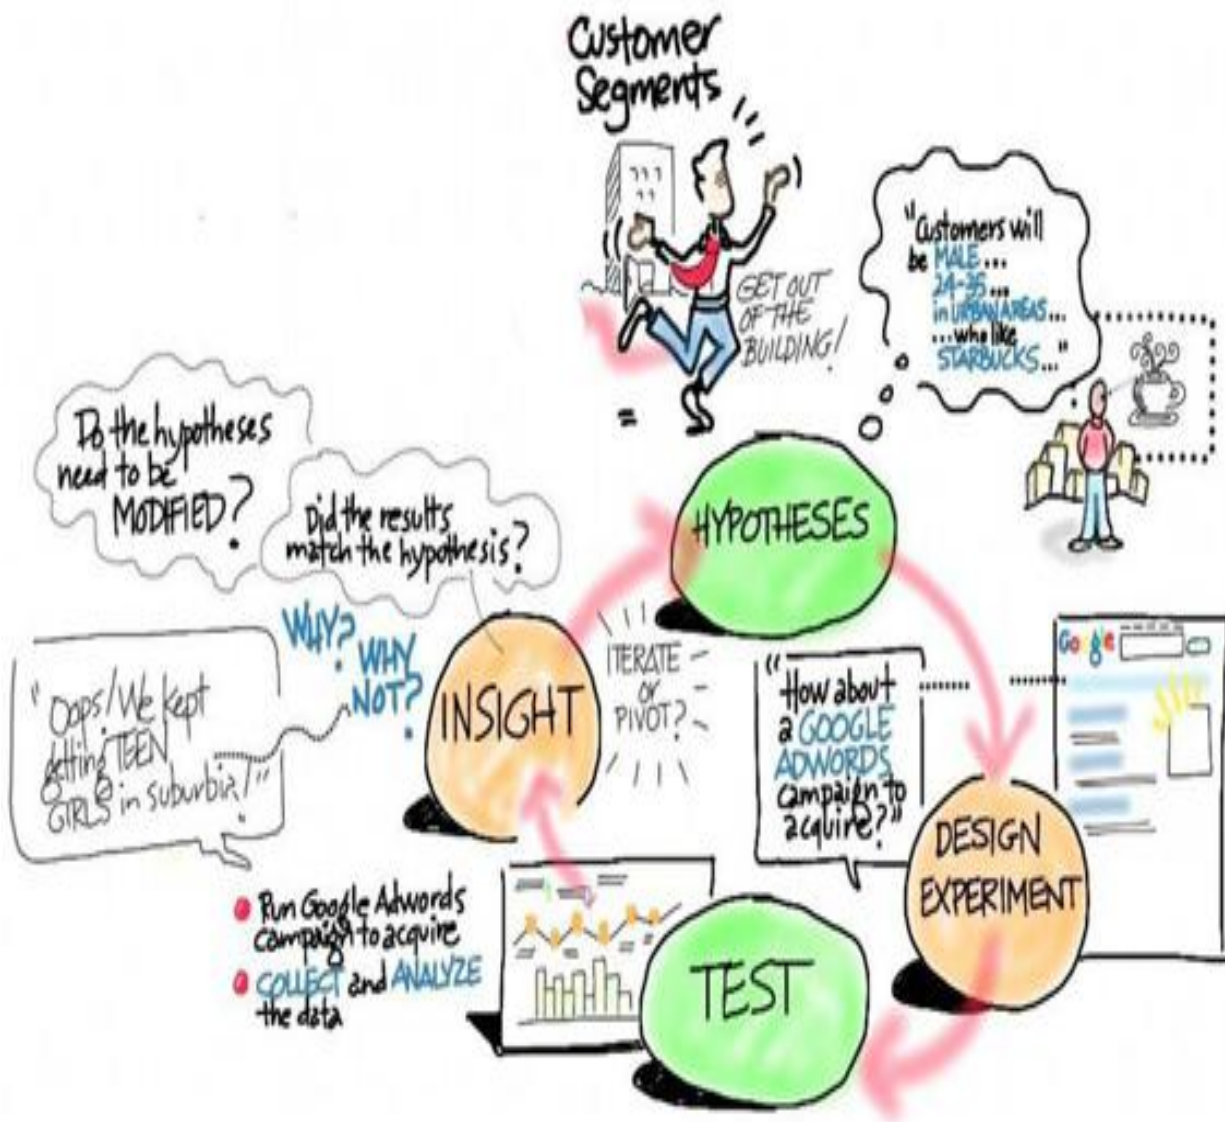 Customer
Segments
GET OUT
OF THE
BUILDING!
"Customers will
be MALE...
24-35...
in URBAN AREAS...
...who like
STARBUCKS..."
=
HYPOTHESES
Do the hypotheses
need to be
MODIFIED?
Did the results
match the hypothesis?
WHY?
WHY
NOT?
INSIGHT
ITERATE
or
PIVOT?
"Oops! We kept
getting TEEN
GIRLS in suburbia!"
"How about
a GOOGLE
ADWORDS
campaign to
acquire?"
Google
DESIGN
EXPERIMENT
TEST
Run Google Adwords
campaign to acquire
COLLECT and ANALYZE
the data